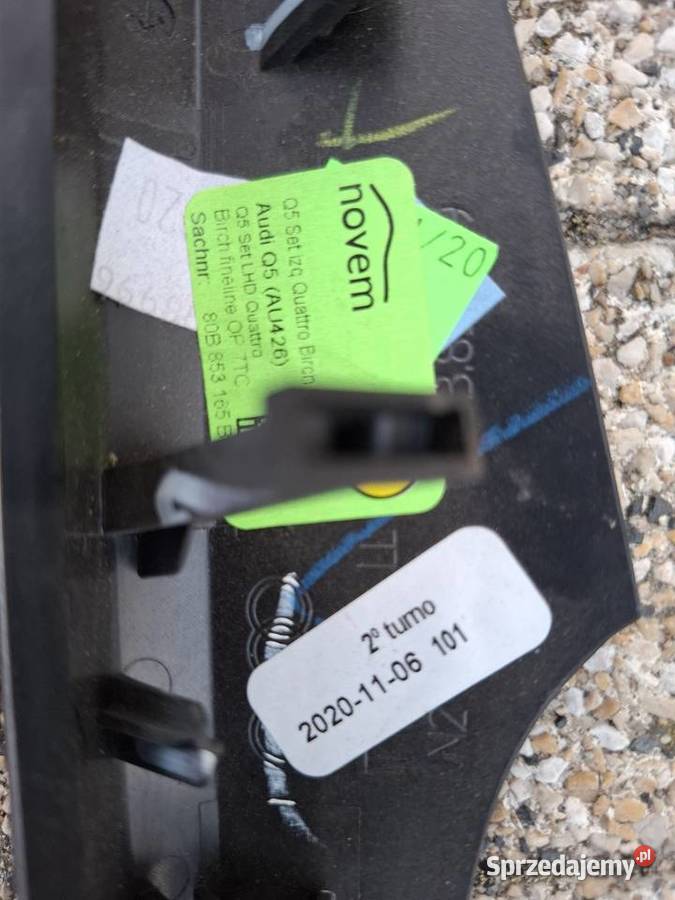 novem
Q5 Set izq Quattro Birch
Audi Q5 (AU426)
Q5 Set LHD Quattro
Birch fineline OP 7TC
Sachnr: 80B 853 165 B
/20
2º turno
2020-11-06 101
Sprzedajemy.pl